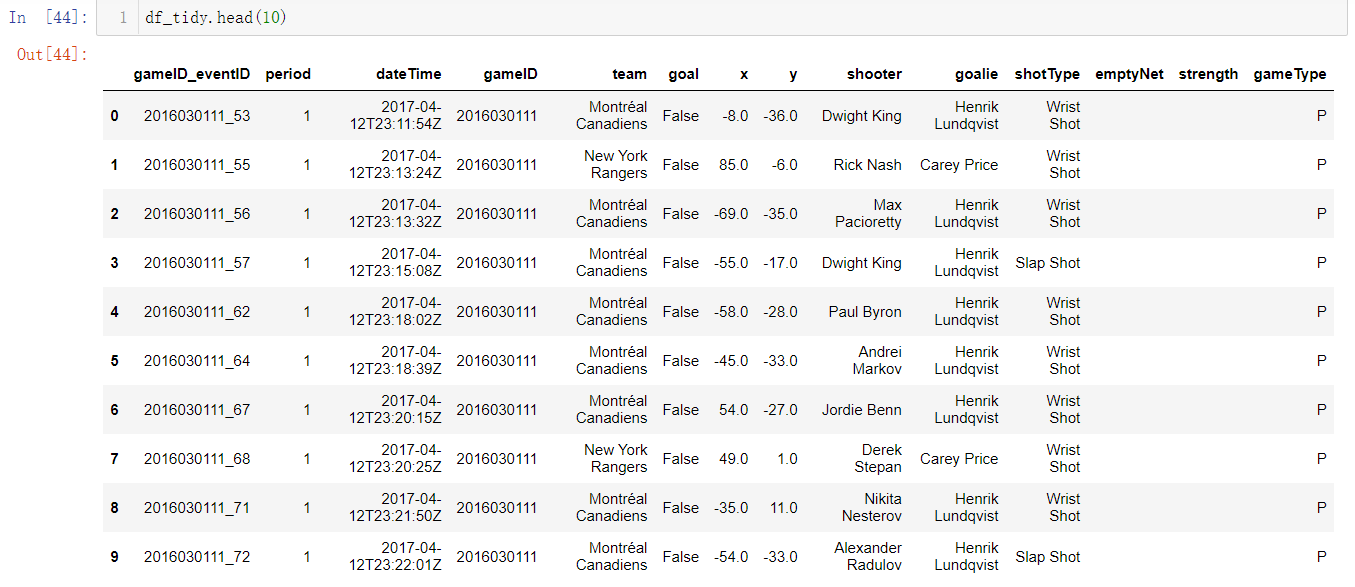 In [44]: 1 df_tidy.head(10)
Out[44]:
gameID_eventID period dateTime gameID team goal x y shooter goalie shotType emptyNet strength gameType
0 2016030111_53 1 2017-04-12T23:11:54Z 2016030111 Montréal Canadiens False -8.0 -36.0 Dwight King Henrik Lundqvist Wrist Shot P
1 2016030111_55 1 2017-04-12T23:13:24Z 2016030111 New York Rangers False 85.0 -6.0 Rick Nash Carey Price Wrist Shot P
2 2016030111_56 1 2017-04-12T23:13:32Z 2016030111 Montréal Canadiens False -69.0 -35.0 Max Pacioretty Henrik Lundqvist Wrist Shot P
3 2016030111_57 1 2017-04-12T23:15:08Z 2016030111 Montréal Canadiens False -55.0 -17.0 Dwight King Henrik Lundqvist Slap Shot P
4 2016030111_62 1 2017-04-12T23:18:02Z 2016030111 Montréal Canadiens False -58.0 -28.0 Paul Byron Henrik Lundqvist Wrist Shot P
5 2016030111_64 1 2017-04-12T23:18:39Z 2016030111 Montréal Canadiens False -45.0 -33.0 Andrei Markov Henrik Lundqvist Wrist Shot P
6 2016030111_67 1 2017-04-12T23:20:15Z 2016030111 Montréal Canadiens False 54.0 -27.0 Jordie Benn Henrik Lundqvist Wrist Shot P
7 2016030111_68 1 2017-04-12T23:20:25Z 2016030111 New York Rangers False 49.0 1.0 Derek Stepan Carey Price Wrist Shot P
8 2016030111_71 1 2017-04-12T23:21:50Z 2016030111 Montréal Canadiens False -35.0 11.0 Nikita Nesterov Henrik Lundqvist Wrist Shot P
9 2016030111_72 1 2017-04-12T23:22:01Z 2016030111 Montréal Canadiens False -54.0 -33.0 Alexander Radulov Henrik Lundqvist Slap Shot P